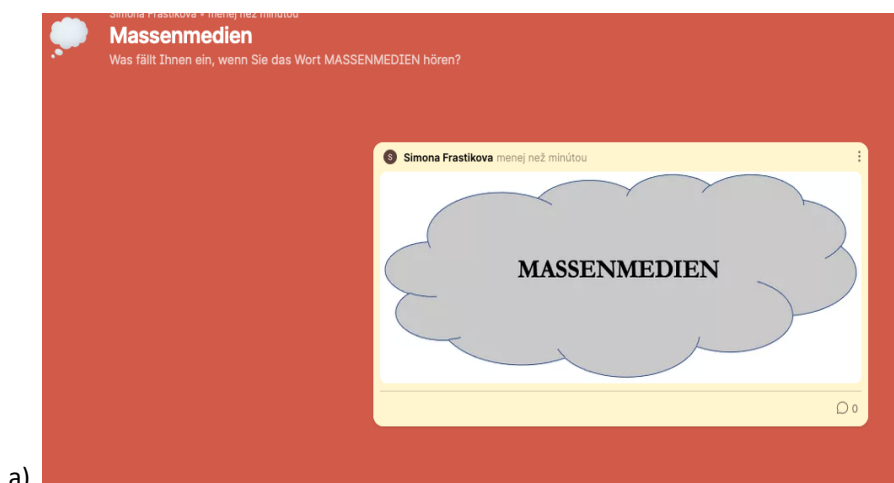 Simona Frastikova • menej než minútou
Massenmedien
Was fällt Ihnen ein, wenn Sie das Wort MASSENMEDIEN hören?
S Simona Frastikova menej než minútou
MASSENMEDIEN
0
a)